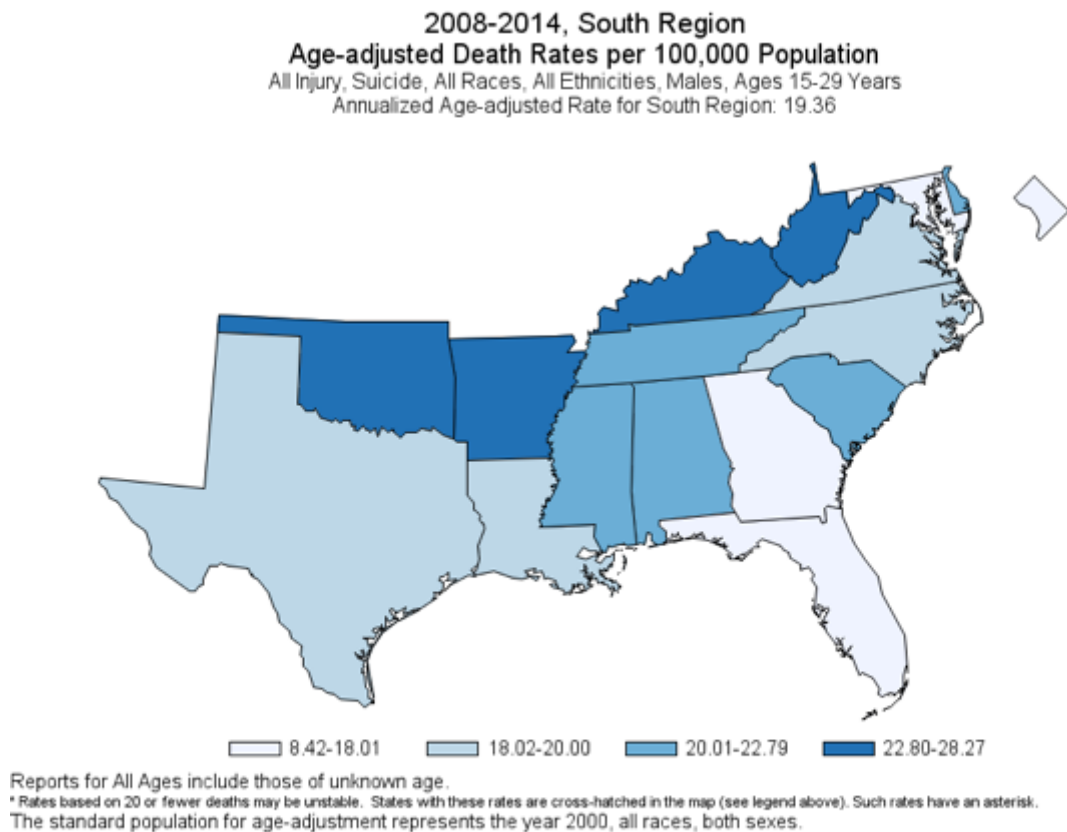 2008-2014, South Region
Age-adjusted Death Rates per 100,000 Population
All Injury, Suicide, All Races, All Ethnicities, Males, Ages 15-29 Years
Annualized Age-adjusted Rate for South Region: 19.36
8.42-18.01 18.02-20.00 20.01-22.79 22.80-28.27
Reports for All Ages include those of unknown age.
* Rates based on 20 or fewer deaths may be unstable. States with these rates are cross-hatched in the map (see legend above). Such rates have an asterisk.
The standard population for age-adjustment represents the year 2000, all races, both sexes.